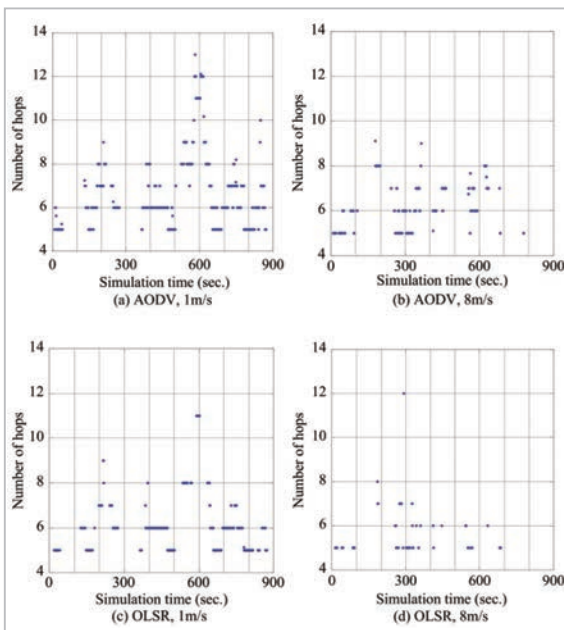 14
12
10
8
6
4
Number of hops
0 300 600 900
Simulation time (sec.)
(a) AODV, 1m/s
14
12
10
8
6
4
Number of hops
0 300 600 900
Simulation time (sec.)
(b) AODV, 8m/s
14
12
10
8
6
4
Number of hops
0 300 600 900
Simulation time (sec.)
(c) OLSR, 1m/s
14
12
10
8
6
4
Number of hops
0 300 600 900
Simulation time (sec.)
(d) OLSR, 8m/s